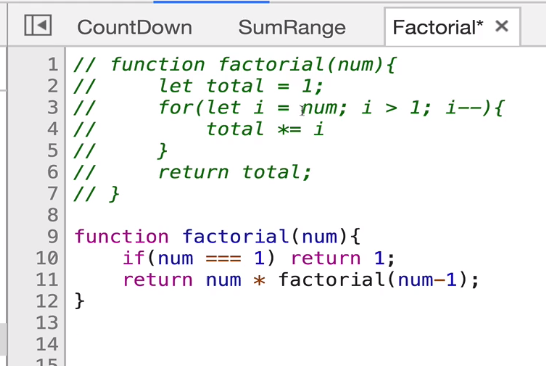 CountDown SumRange Factorial* ×
1 // function factorial(num){
2 //     let total = 1;
3 //     for(let i = num; i > 1; i--){
4 //         total *= i
5 //     }
6 //     return total;
7 // }
8
9 function factorial(num){
10     if(num === 1) return 1;
11     return num * factorial(num-1);
12 }
13
14
15